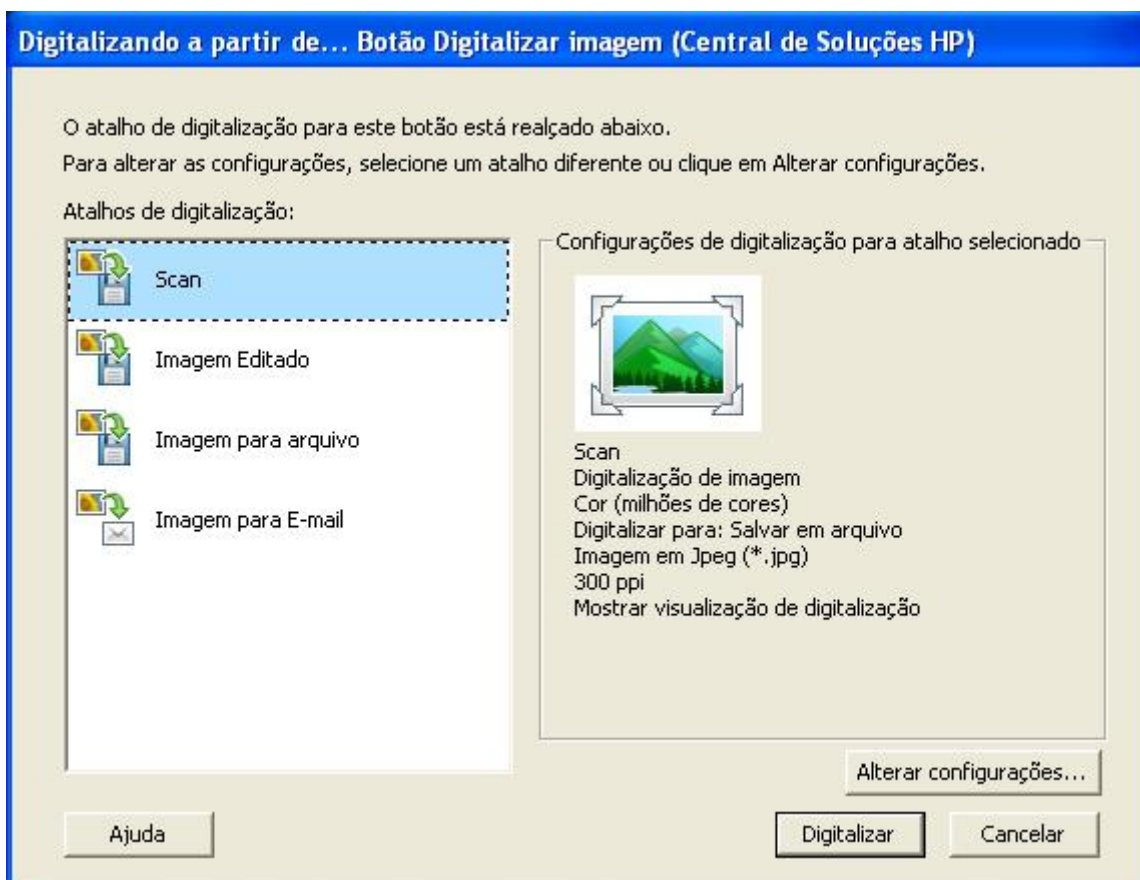 Digitalizando a partir de... Botão Digitalizar imagem (Central de Soluções HP)
O atalho de digitalização para este botão está realçado abaixo.
Para alterar as configurações, selecione um atalho diferente ou clique em Alterar configurações.
Atalhos de digitalização:
Scan
Imagem Editado
Imagem para arquivo
Imagem para E-mail
Configurações de digitalização para atalho selecionado
Scan
Digitalização de imagem
Cor (milhões de cores)
Digitalizar para: Salvar em arquivo
Imagem em Jpeg (*.jpg)
300 ppi
Mostrar visualização de digitalização
Alterar configurações...
Ajuda
Digitalizar
Cancelar